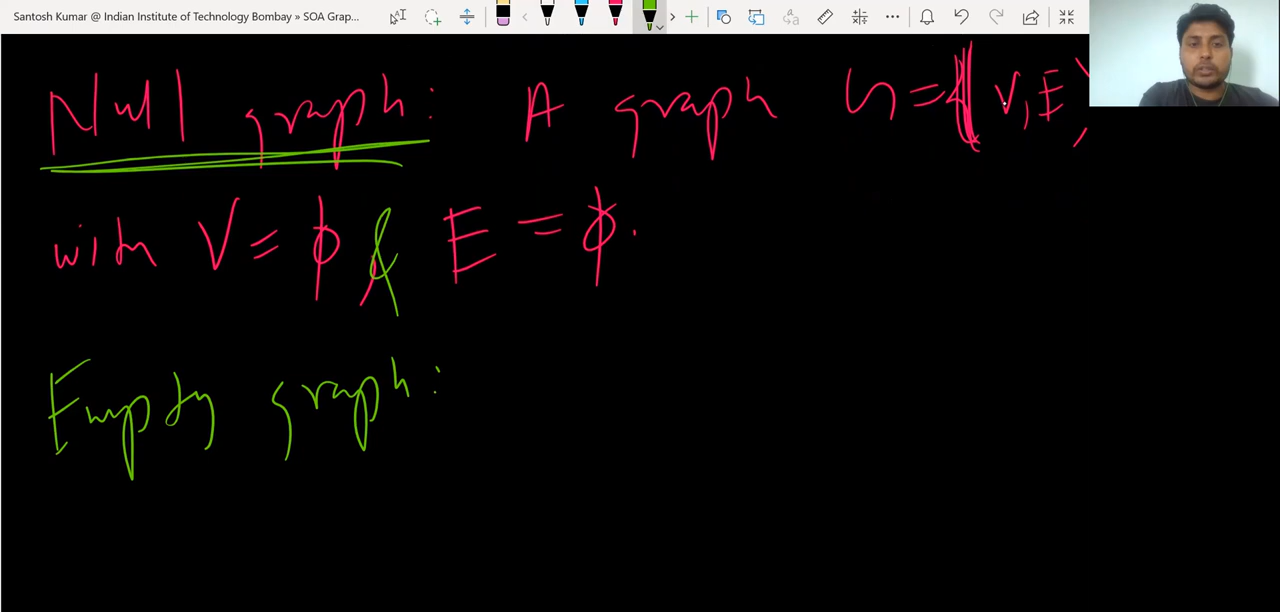 Santosh Kumar @ Indian Institute of Technology Bombay » SOA Grap...
Null graph: A graph G = (V, E)
with V = ϕ & E = ϕ.
Empty graph: